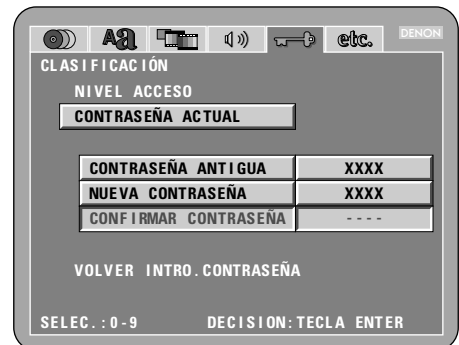 Aa etc. DENON
CLASIFICACIÓN
NIVEL ACCESO
CONTRASEÑA ACTUAL
CONTRASEÑA ANTIGUA XXXX
NUEVA CONTRASEÑA XXXX
CONFIRMAR CONTRASEÑA ----
VOLVER INTRO.CONTRASEÑA
SELEC.:0-9 DECISION:TECLA ENTER